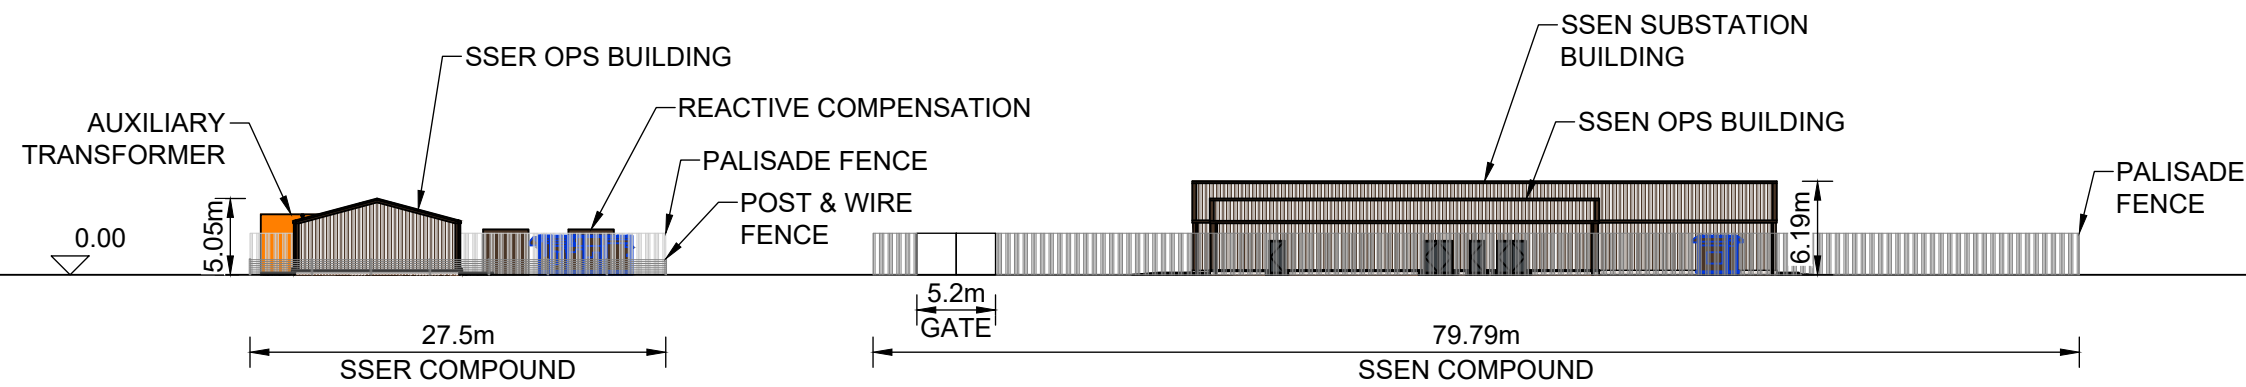 SSEN SUBSTATION
BUILDING
SSER OPS BUILDING
REACTIVE COMPENSATION
SSEN OPS BUILDING
AUXILIARY
TRANSFORMER
PALISADE FENCE
PALISADE
FENCE
POST & WIRE
FENCE
0.00
5.05m
6.19m
5.2m
GATE
27.5m
SSER COMPOUND
79.79m
SSEN COMPOUND